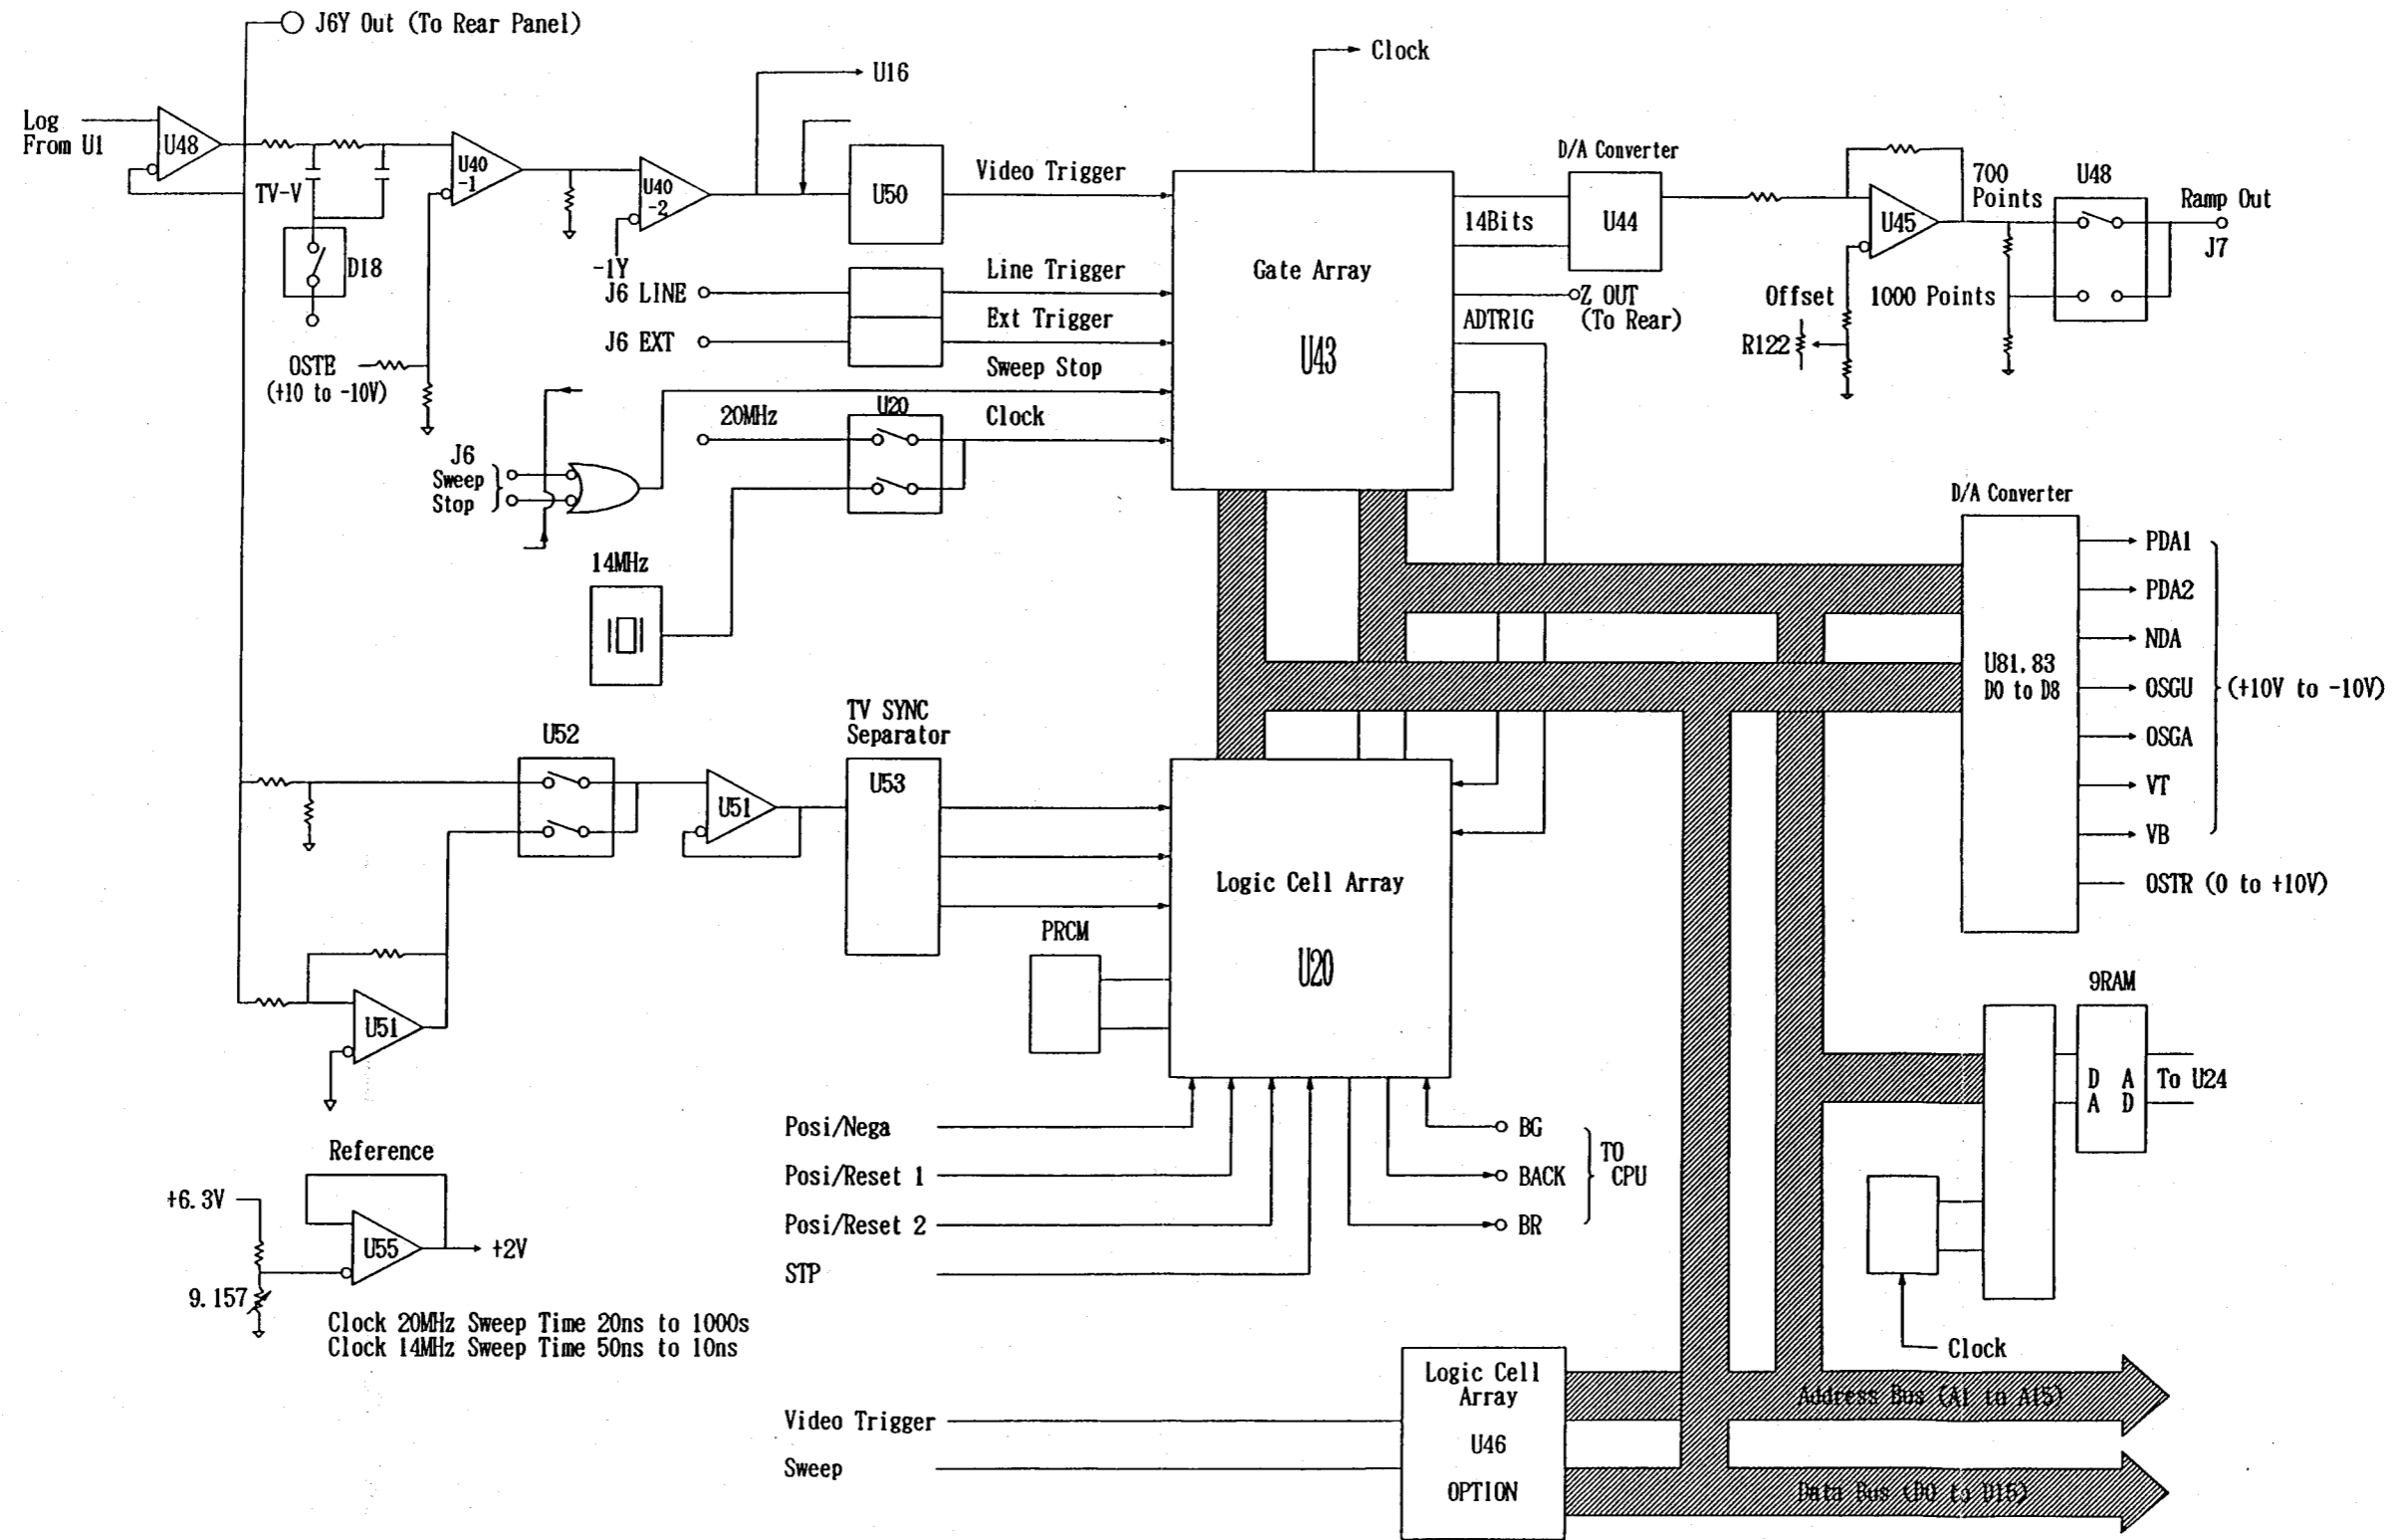 J6Y Out (To Rear Panel)
Clock
U16
Log
From U1
U48
U40
-1
U40
-2
TV-V
D18
-1Y
U50
Video Trigger
J6 LINE
Line Trigger
J6 EXT
Ext Trigger
Sweep Stop
OSTE
(+10 to -10V)
20MHz
U20
Clock
J6
Sweep
Stop
14MHz
Gate Array
U43
14Bits
D/A Converter
U44
Z OUT
(To Rear)
ADTRIG
U45
700
Points
U48
Ramp Out
J7
Offset
1000 Points
R122
D/A Converter
U81.83
D0 to D8
PDA1
PDA2
NDA
OSGU
(+10V to -10V)
OSGA
VT
VB
OSTR (0 to +10V)
U52
U51
TV SYNC
Separator
U53
U51
Logic Cell Array
U20
PRCM
9RAM
D A
A D
To U24
Clock
Posi/Nega
Posi/Reset 1
Posi/Reset 2
STP
BG
BACK
BR
TO
CPU
Reference
+6.3V
U55
+2V
9.157
Clock 20MHz Sweep Time 20ns to 1000s
Clock 14MHz Sweep Time 50ns to 10ns
Video Trigger
Sweep
Logic Cell
Array
U46
OPTION
Address Bus (A1 to A15)
Data Bus (D0 to D15)